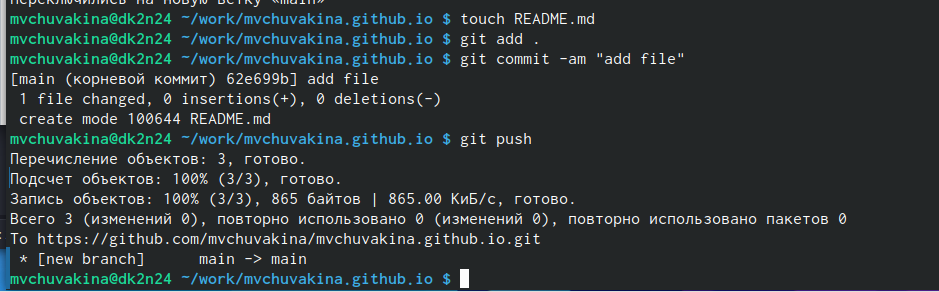 Переключились на новую ветку «main»
mvchuvakina@dk2n24 ~/work/mvchuvakina.github.io $ touch README.md
mvchuvakina@dk2n24 ~/work/mvchuvakina.github.io $ git add .
mvchuvakina@dk2n24 ~/work/mvchuvakina.github.io $ git commit -am "add file"
[main (корневой коммит) 62e699b] add file
 1 file changed, 0 insertions(+), 0 deletions(-)
 create mode 100644 README.md
mvchuvakina@dk2n24 ~/work/mvchuvakina.github.io $ git push
Перечисление объектов: 3, готово.
Подсчет объектов: 100% (3/3), готово.
Запись объектов: 100% (3/3), 865 байтов | 865.00 КиБ/с, готово.
Всего 3 (изменений 0), повторно использовано 0 (изменений 0), повторно использовано пакетов 0
To https://github.com/mvchuvakina/mvchuvakina.github.io.git
 * [new branch]      main -> main
mvchuvakina@dk2n24 ~/work/mvchuvakina.github.io $